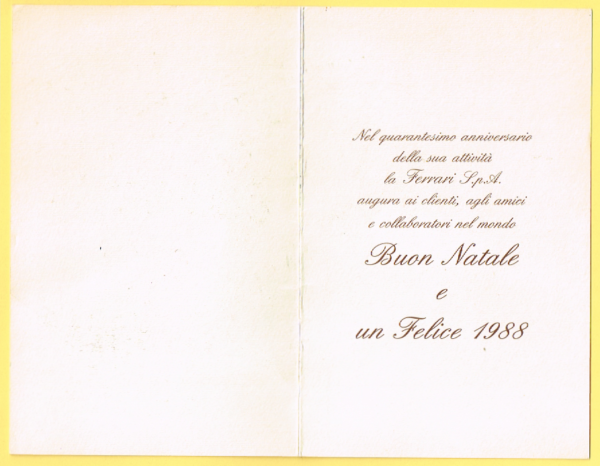 Nel quarantesimo anniversario
della sua attività
la Ferrari S.p.A.
augura ai clienti, agli amici
e collaboratori nel mondo
Buon Natale
e
un Felice 1988